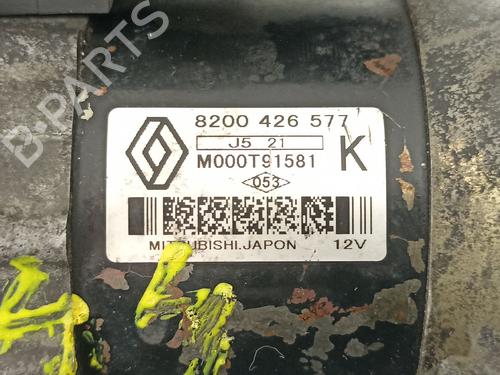 B-PARTS
8200 426 577
J5 21
M000T91581 K
053
MITSUBISHI.JAPON 12V